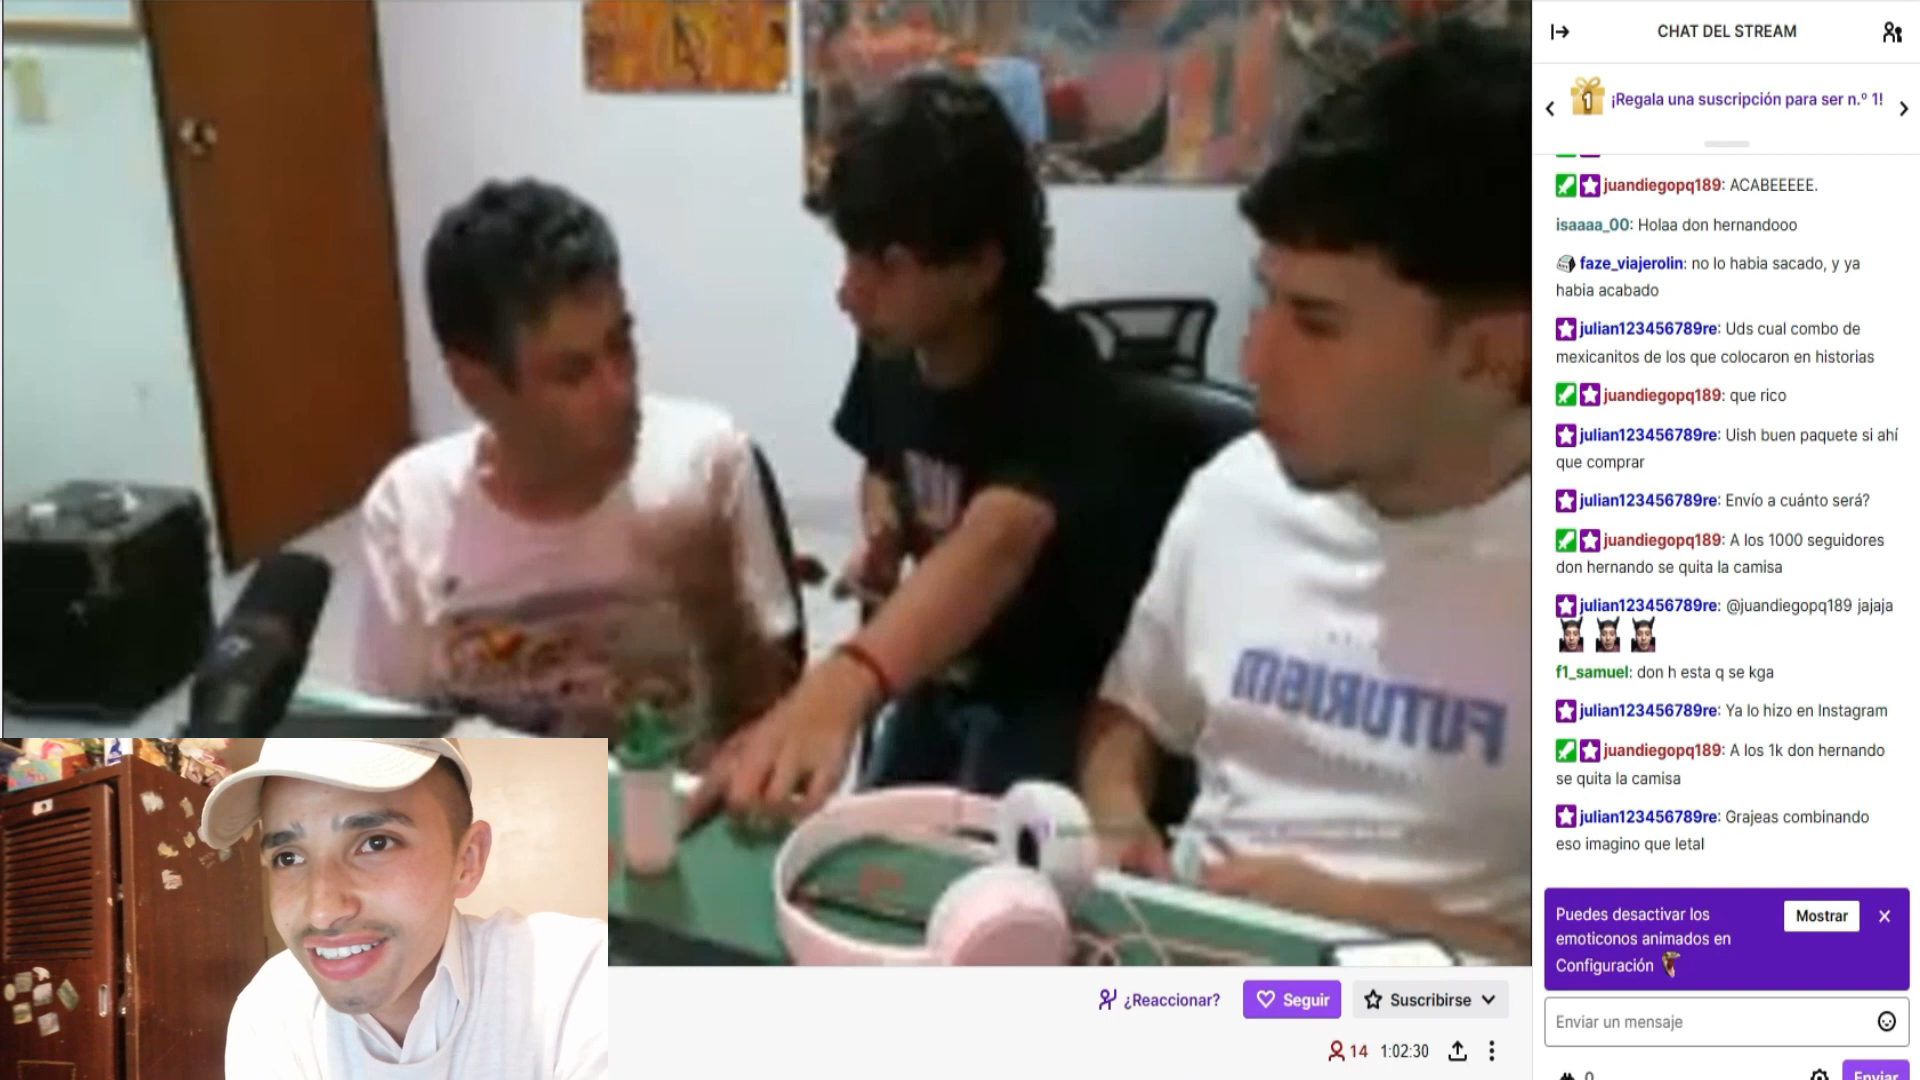 CHAT DEL STREAM
1 ¡Regala una suscripción para ser n.º 1!
juandiegopq189: ACABEEEEE.
isaaaa_00: Holaa don hernandooo
faze_viajerolin: no lo habia sacado, y ya
habia acabado
julian123456789re: Uds cual combo de
mexicanitos de los que colocaron en historias
juandiegopq189: que rico
julian123456789re: Uish buen paquete si ahí
que comprar
julian123456789re: Envío a cuánto será?
juandiegopq189: A los 1000 seguidores
don hernando se quita la camisa
julian123456789re: @juandiegopq189 jajaja
f1_samuel: don h esta q se kga
julian123456789re: Ya lo hizo en Instagram
juandiegopq189: A los 1k don hernando
se quita la camisa
julian123456789re: Grajeas combinando
eso imagino que letal
Puedes desactivar los
emoticonos animados en
Configuración
Mostrar
Enviar un mensaje
0
Enviar
FUTURISM
¿Reaccionar?
Seguir
Suscribirse
14 1:02:30